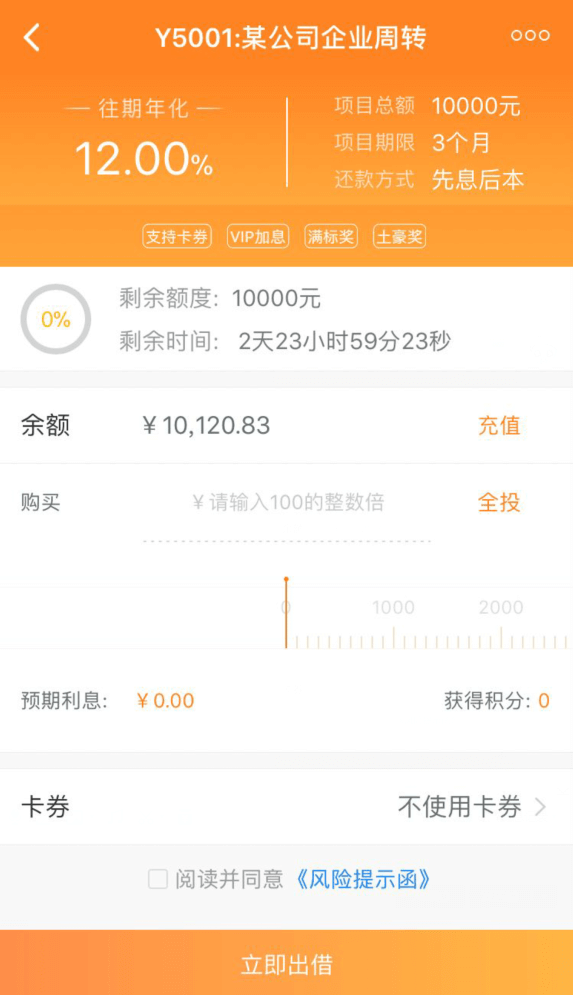 Y5001:某公司企业周转
往期年化
12.00%
项目总额 10000元
项目期限 3个月
还款方式 先息后本
支持卡券 VIP加息 满标奖 土豪奖
0%
剩余额度: 10000元
剩余时间: 2天23小时59分23秒
余额 ¥10,120.83 充值
购买 ¥请输入100的整数倍 全投
0 1000 2000
预期利息: ¥0.00 获得积分: 0
卡券 不使用卡券
阅读并同意《风险提示函》
立即出借